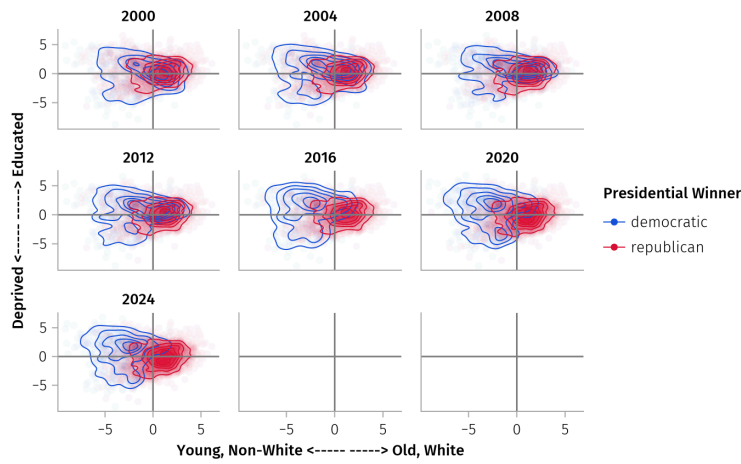 2000 2004 2008
5
0
−5
2012 2016 2020
5
0
−5
2024
5
0
−5
−5 0 5 −5 0 5 −5 0 5
Young, Non-White <----- -----> Old, White
Deprived <----- -----> Educated
Presidential Winner
democratic
republican